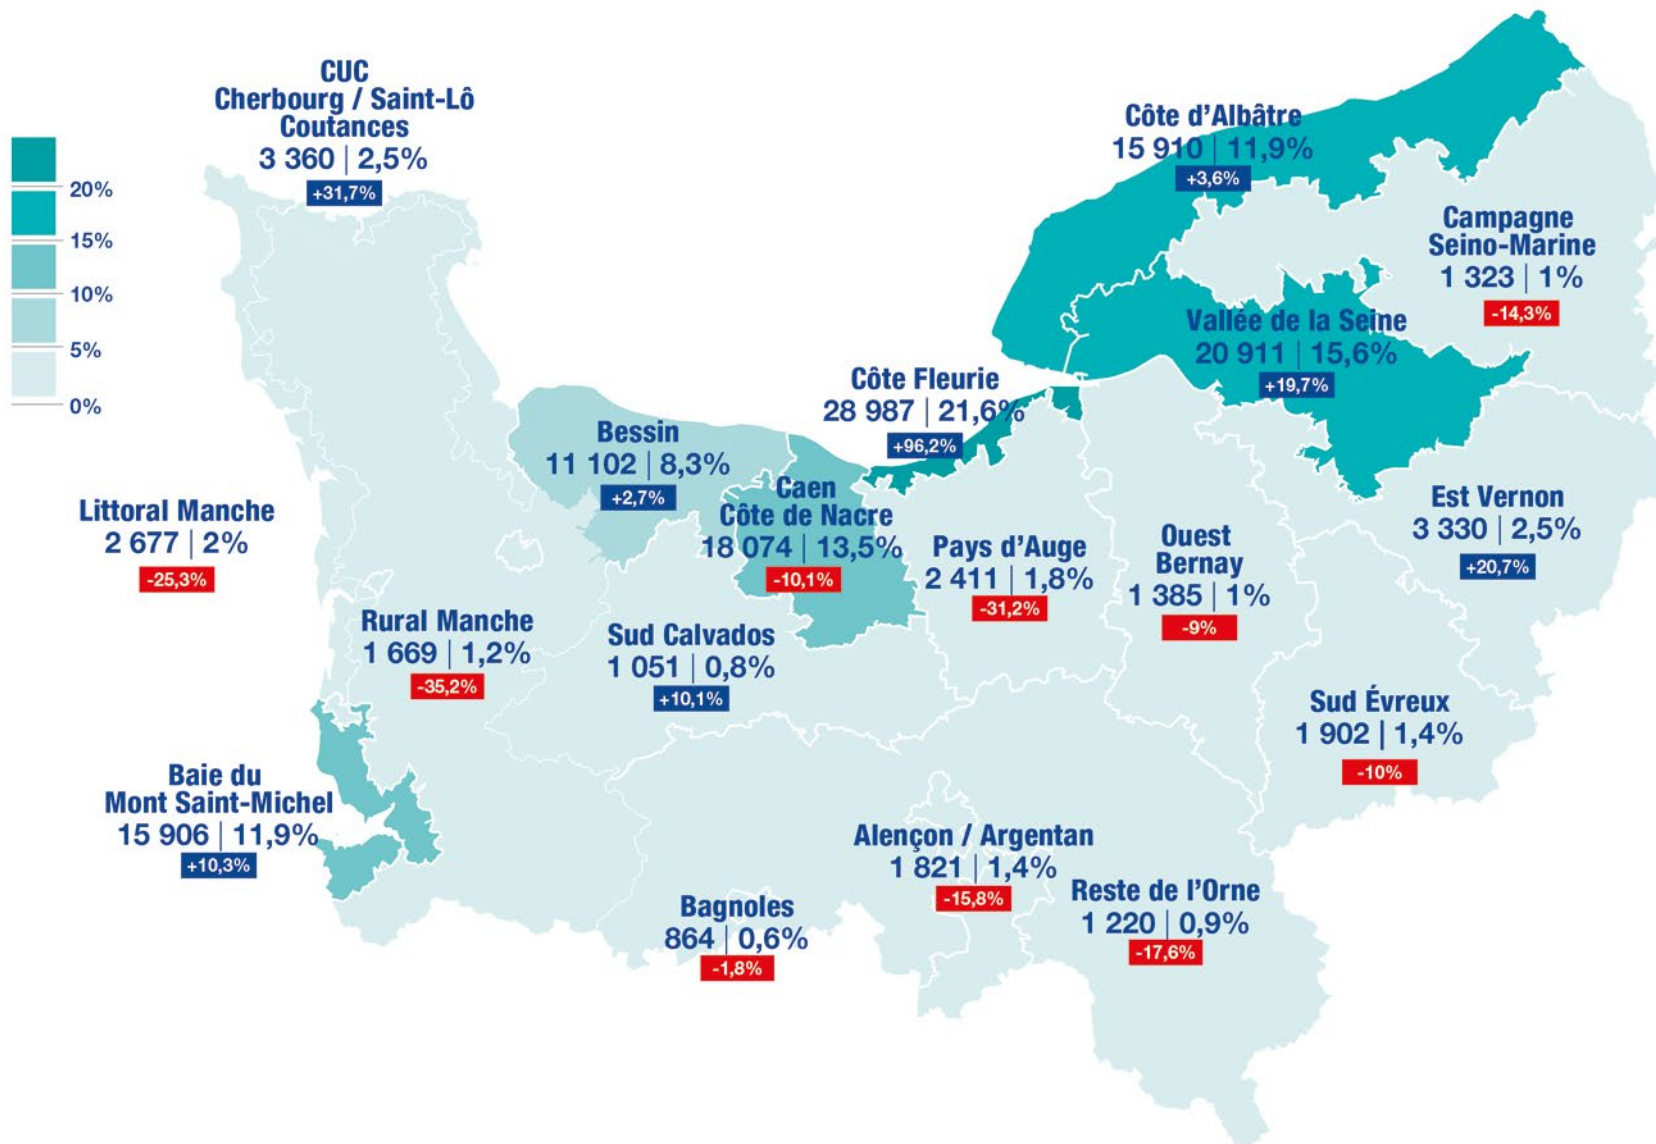 CUC
Cherbourg / Saint-Lô
Coutances
3 360 | 2,5%
+31,7%
20%
15%
10%
5%
0%
Côte d'Albâtre
15 910 | 11,9%
+3,6%
Campagne
Seino-Marine
1 323 | 1%
-14,3%
Vallée de la Seine
20 911 | 15,6%
+19,7%
Côte Fleurie
28 987 | 21,6%
+96,2%
Bessin
11 102 | 8,3%
+2,7%
Caen
Côte de Nacre
18 074 | 13,5%
-10,1%
Littoral Manche
2 677 | 2%
-25,3%
Pays d'Auge
2 411 | 1,8%
-31,2%
Ouest
Bernay
1 385 | 1%
-9%
Est Vernon
3 330 | 2,5%
+20,7%
Rural Manche
1 669 | 1,2%
-35,2%
Sud Calvados
1 051 | 0,8%
+10,1%
Sud Évreux
1 902 | 1,4%
-10%
Baie du
Mont Saint-Michel
15 906 | 11,9%
+10,3%
Alençon / Argentan
1 821 | 1,4%
-15,8%
Bagnoles
864 | 0,6%
-1,8%
Reste de l'Orne
1 220 | 0,9%
-17,6%